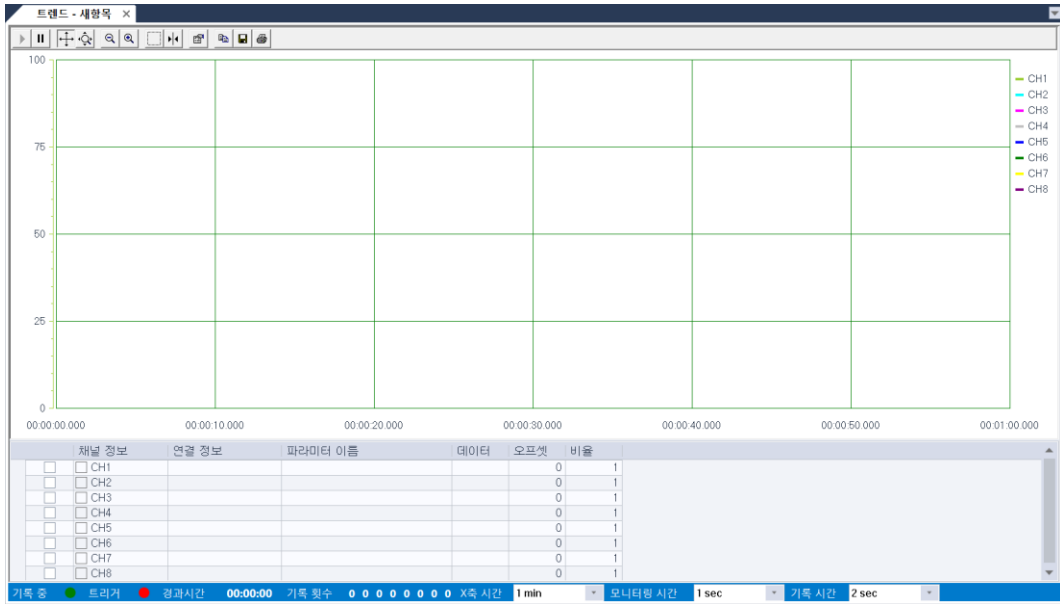 트렌드 - 새항목 ×
100
75
50
25
0
00:00:00.000 00:00:10.000 00:00:20.000 00:00:30.000 00:00:40.000 00:00:50.000 00:01:00.000
CH1
CH2
CH3
CH4
CH5
CH6
CH7
CH8
채널 정보 연결 정보 파라미터 이름 데이터 오프셋 비율
CH1 0 1
CH2 0 1
CH3 0 1
CH4 0 1
CH5 0 1
CH6 0 1
CH7 0 1
CH8 0 1
기록 중 트리거 경과시간 00:00:00 기록 횟수 0 0 0 0 0 0 0 0 X축 시간 1 min 모니터링 시간 1 sec 기록 시간 2 sec